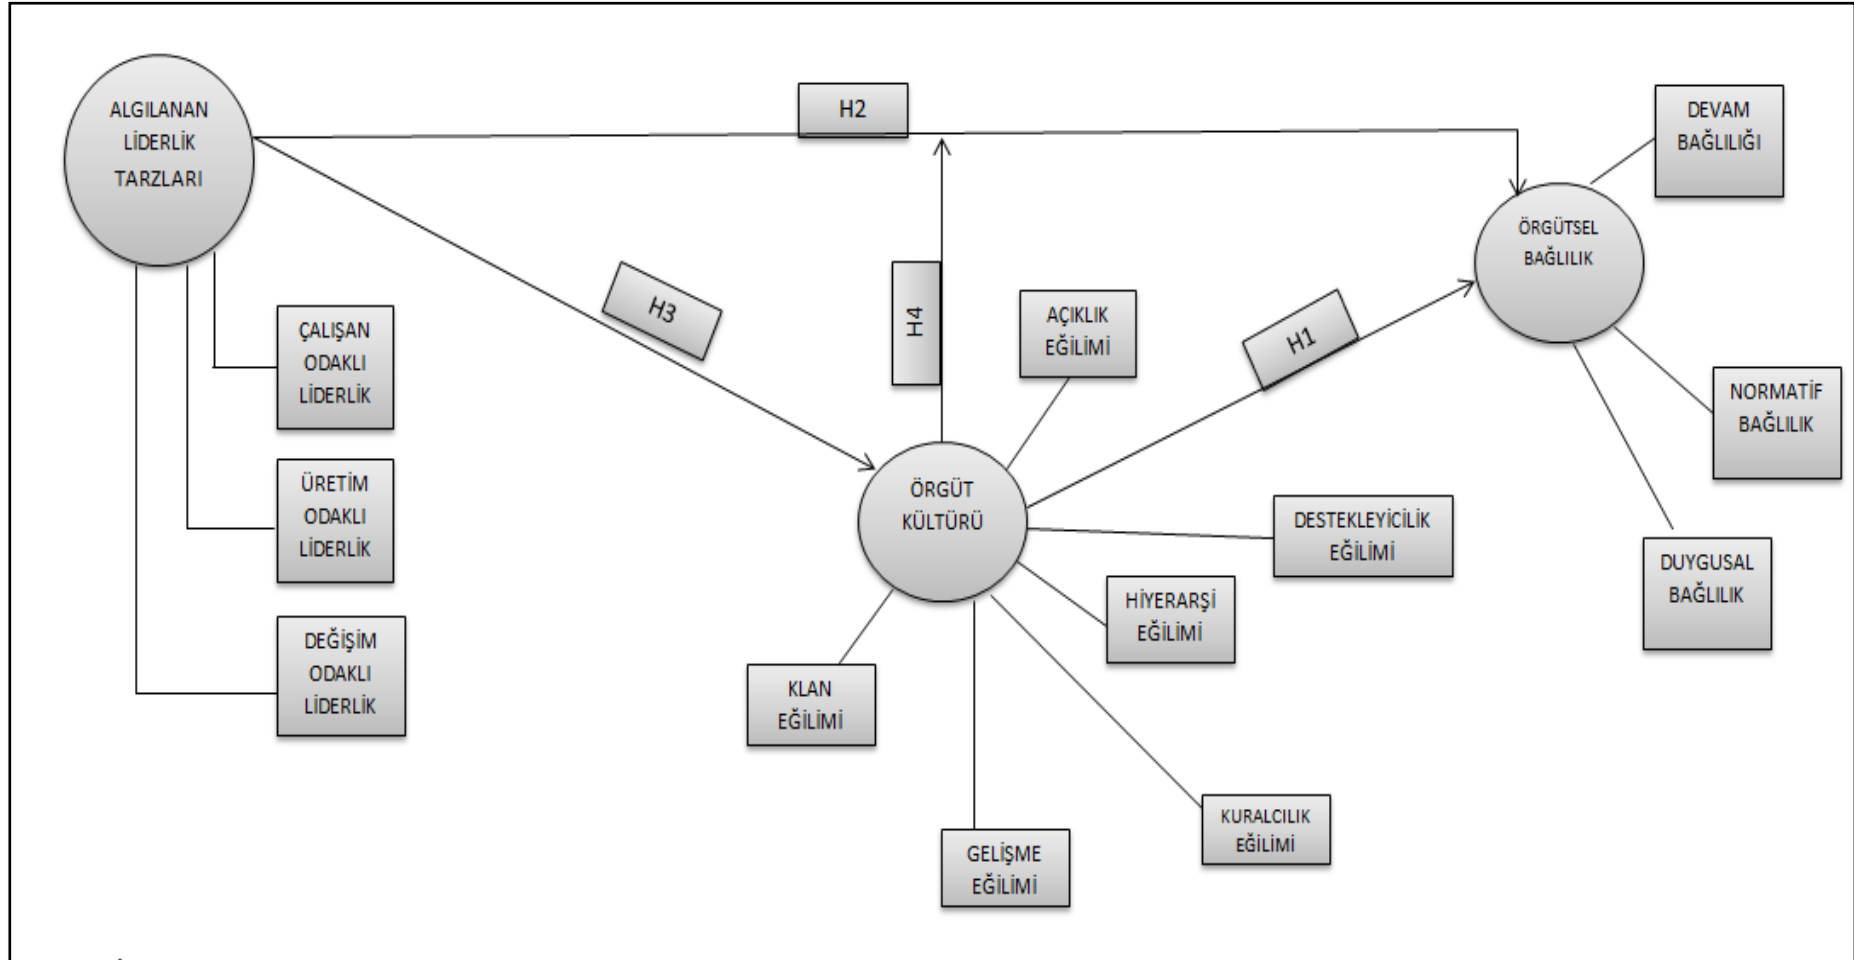 ALGILANAN
LİDERLİK
TARZLARI
H2
DEVAM
BAĞLILIĞI
ÖRGÜTSEL
BAĞLILIK
H3
H4
AÇIKLIK
EĞİLİMİ
H1
ÇALIŞAN
ODAKLI
LİDERLİK
NORMATİF
BAĞLILIK
ÜRETİM
ODAKLI
LİDERLİK
ÖRGÜT
KÜLTÜRÜ
DESTEKLEYİCİLİK
EĞİLİMİ
DUYGUSAL
BAĞLILIK
HİYERARŞİ
EĞİLİMİ
DEĞİŞİM
ODAKLI
LİDERLİK
KLAN
EĞİLİMİ
KURALCILIK
EĞİLİMİ
GELİŞME
EĞİLİMİ